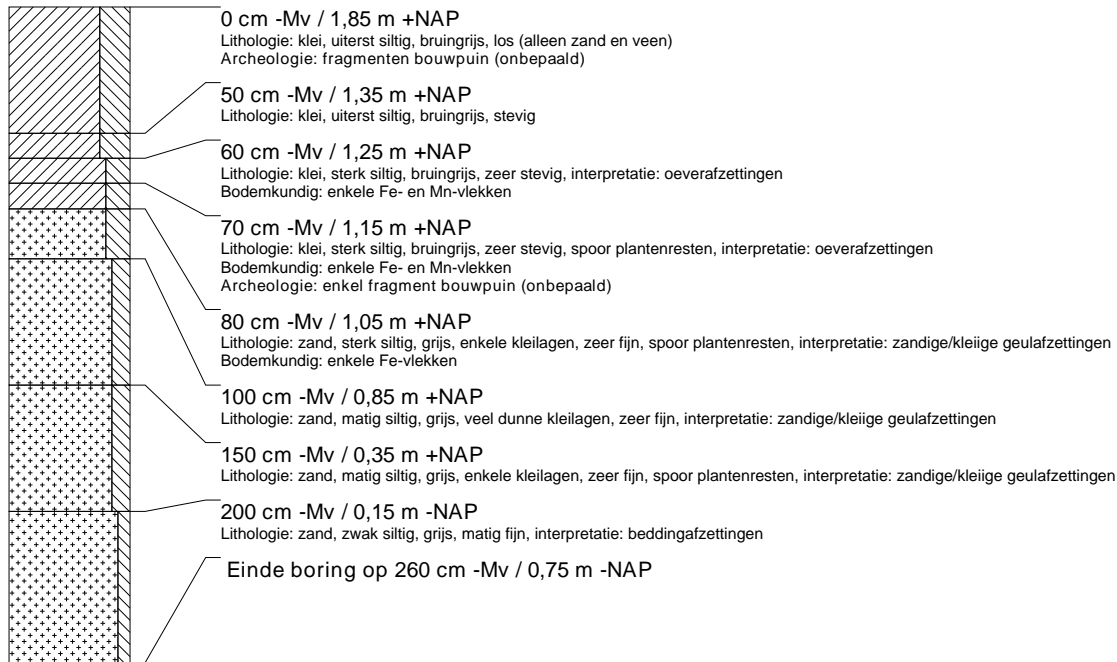 0 cm -Mv / 1,85 m +NAP
Lithologie: klei, uiterst siltig, bruingrijs, los (alleen zand en veen)
Archeologie: fragmenten bouwpuin (onbepaald)
50 cm -Mv / 1,35 m +NAP
Lithologie: klei, uiterst siltig, bruingrijs, stevig
60 cm -Mv / 1,25 m +NAP
Lithologie: klei, sterk siltig, bruingrijs, zeer stevig, interpretatie: oeverafzettingen
Bodemkundig: enkele Fe- en Mn-vlekken
70 cm -Mv / 1,15 m +NAP
Lithologie: klei, sterk siltig, bruingrijs, zeer stevig, spoor plantenresten, interpretatie: oeverafzettingen
Bodemkundig: enkele Fe- en Mn-vlekken
Archeologie: enkel fragment bouwpuin (onbepaald)
80 cm -Mv / 1,05 m +NAP
Lithologie: zand, sterk siltig, grijs, enkele kleilagen, zeer fijn, spoor plantenresten, interpretatie: zandige/kleiige geulafzettingen
Bodemkundig: enkele Fe-vlekken
100 cm -Mv / 0,85 m +NAP
Lithologie: zand, matig siltig, grijs, veel dunne kleilagen, zeer fijn, interpretatie: zandige/kleiige geulafzettingen
150 cm -Mv / 0,35 m +NAP
Lithologie: zand, matig siltig, grijs, enkele kleilagen, zeer fijn, spoor plantenresten, interpretatie: zandige/kleiige geulafzettingen
200 cm -Mv / 0,15 m -NAP
Lithologie: zand, zwak siltig, grijs, matig fijn, interpretatie: beddingafzettingen
Einde boring op 260 cm -Mv / 0,75 m -NAP